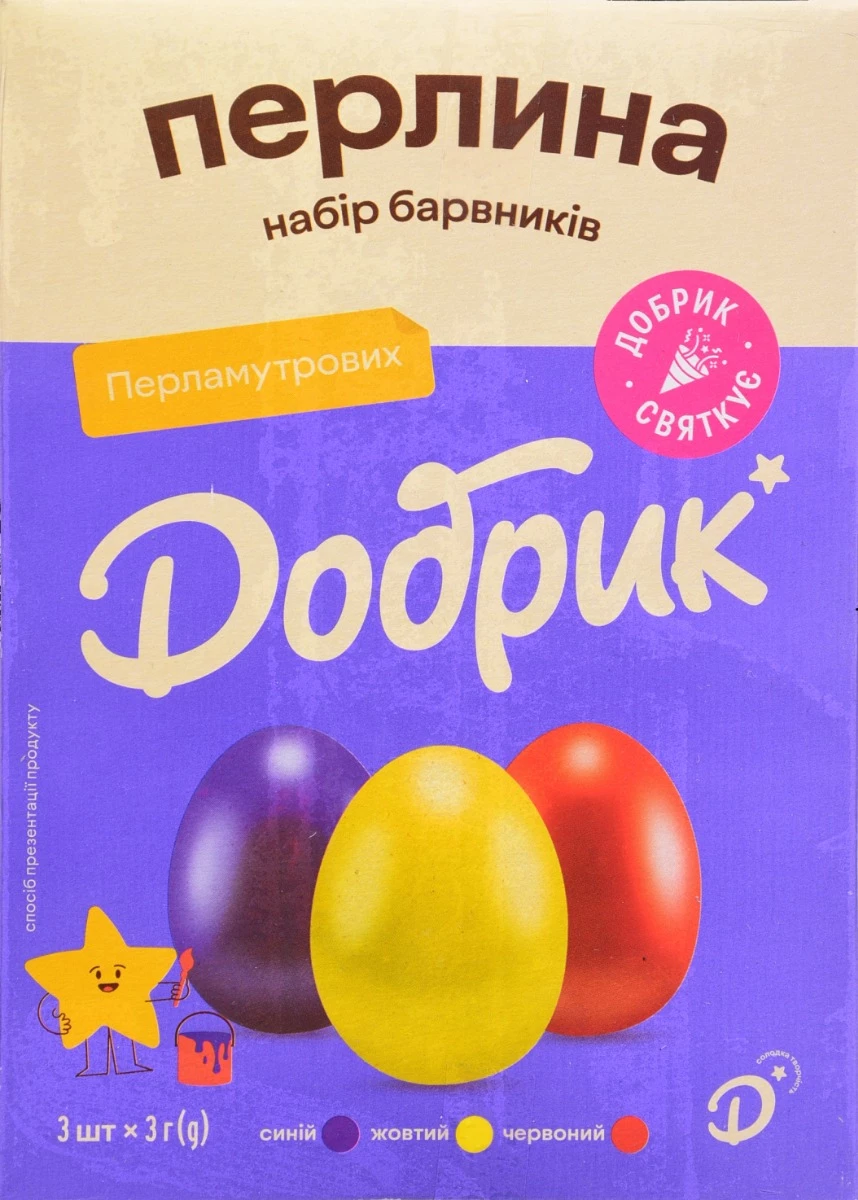 перлина
набір барвників
ДОБРИК
СВЯТКУЄ
Перламутрових
Добрик
спосіб презентації продукту
солодка творчість
Д
3 шт × 3 г (g)
синій жовтий червоний